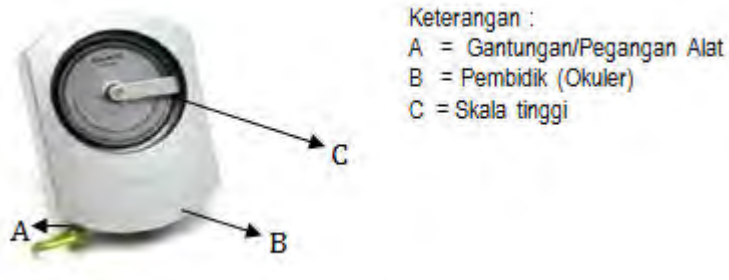 Keterangan :
A = Gantungan/Pegangan Alat
B = Pembidik (Okuler)
C = Skala tinggi
C
A
B